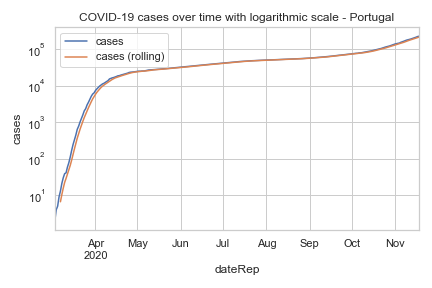 COVID-19 cases over time with logarithmic scale - Portugal
cases
cases (rolling)
10^5
10^4
10^3
10^2
10^1
cases
Apr May Jun Jul Aug Sep Oct Nov
2020
dateRep